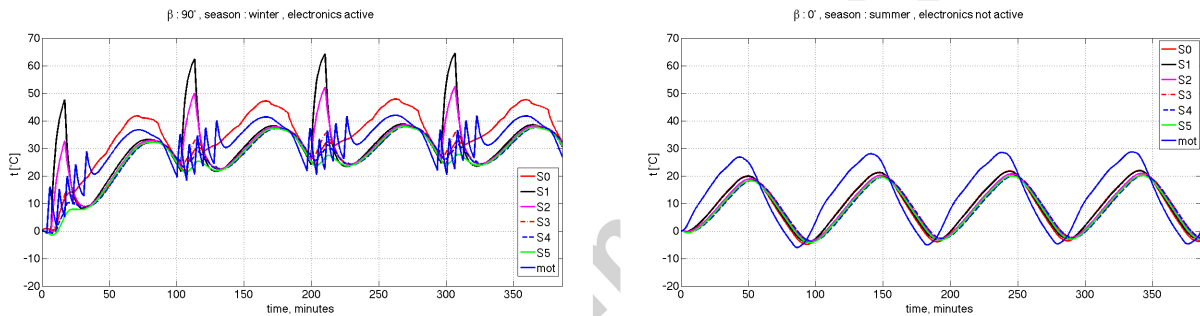 β : 90° , season : winter , electronics active
t [°C]
70
60
50
40
30
20
10
0
-10
-20
0
50
100
150
200
250
300
350
time, minutes
S0
S1
S2
S3
S4
S5
mot
β : 0° , season : summer , electronics not active
t [°C]
70
60
50
40
30
20
10
0
-10
-20
0
50
100
150
200
250
300
350
time, minutes
S0
S1
S2
S3
S4
S5
mot